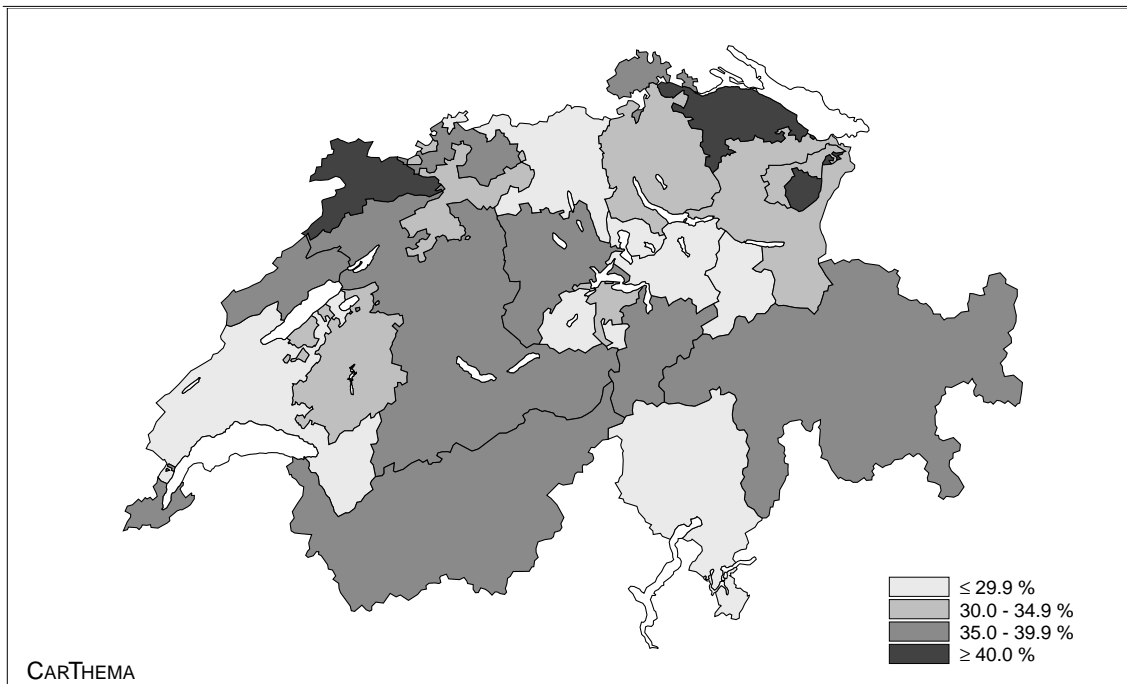 ≤ 29.9 %
30.0 - 34.9 %
35.0 - 39.9 %
≥ 40.0 %
CARTHEMA